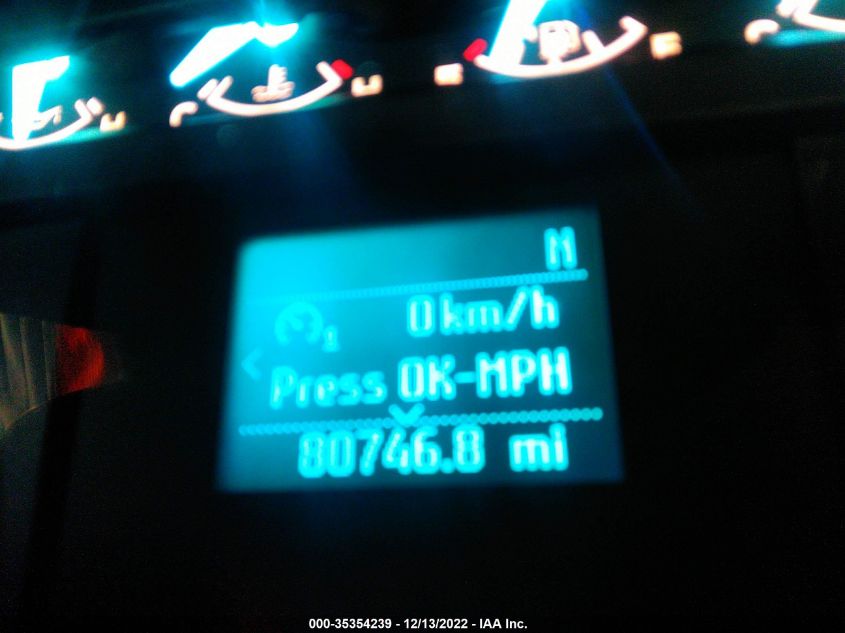 H
C
H
E
F
C
N
0 km/h
Press OK-MPH
80746.8 mi
000-35354239 - 12/13/2022 - IAA Inc.